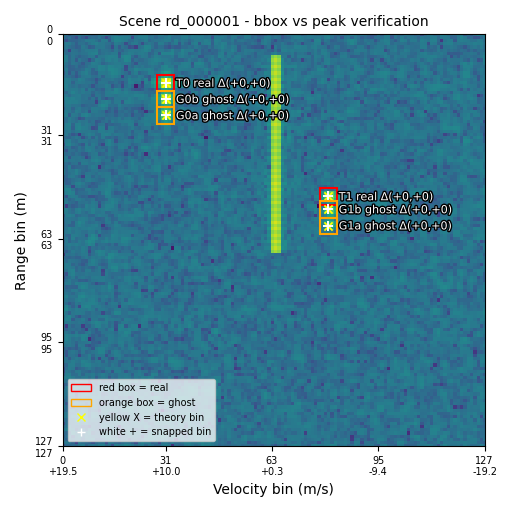 Scene rd_000001 - bbox vs peak verification
0
0
T0 real Δ(+0,+0)
G0b ghost Δ(+0,+0)
G0a ghost Δ(+0,+0)
31
31
T1 real Δ(+0,+0)
G1b ghost Δ(+0,+0)
G1a ghost Δ(+0,+0)
63
63
95
95
127
127
Range bin (m)
red box = real
orange box = ghost
yellow X = theory bin
white + = snapped bin
0
+19.5
31
+10.0
63
+0.3
95
-9.4
127
-19.2
Velocity bin (m/s)